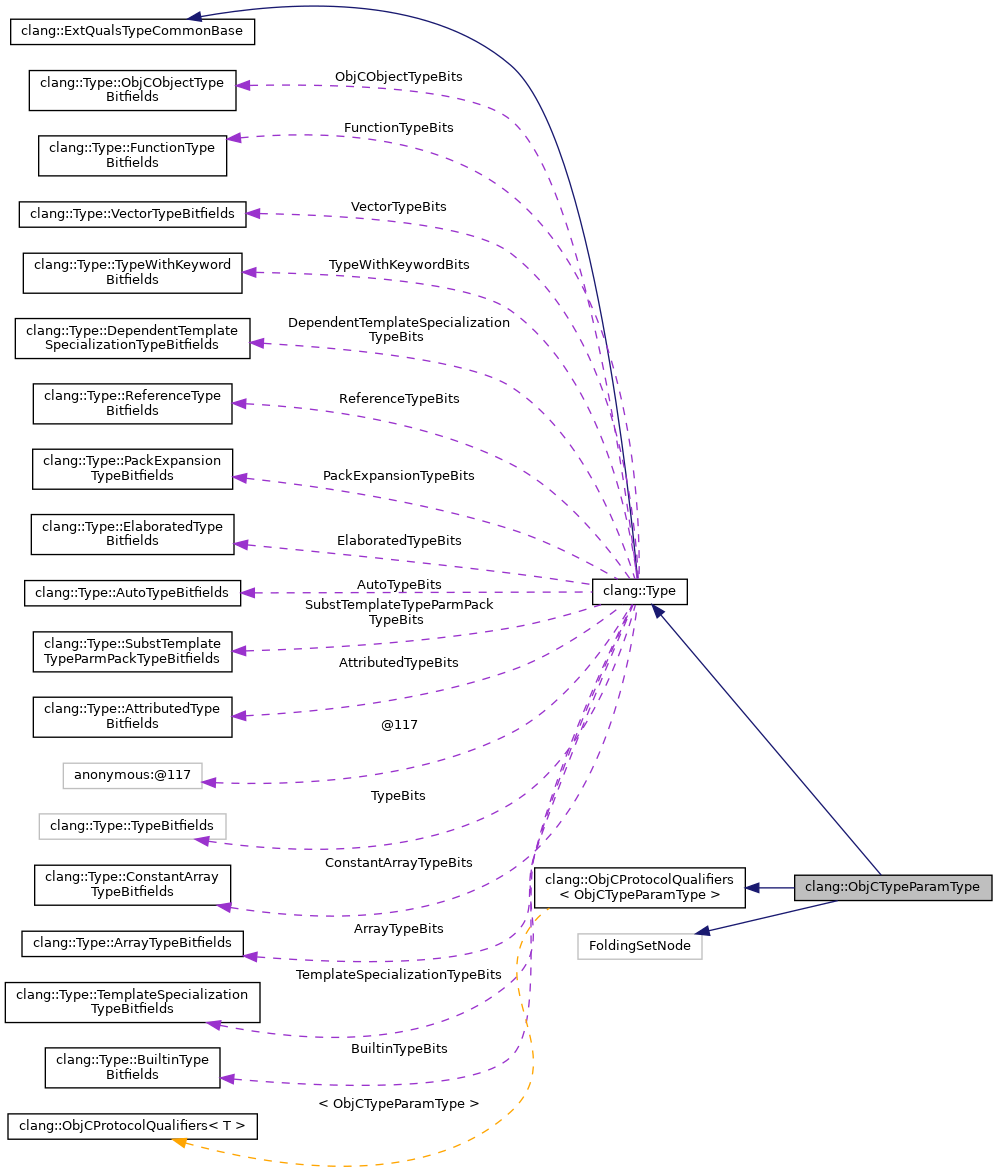 clang::ExtQualsTypeCommonBase
clang::Type::ObjCObjectType
Bitfields
ObjCObjectTypeBits
clang::Type::FunctionType
Bitfields
FunctionTypeBits
clang::Type::VectorTypeBitfields
VectorTypeBits
clang::Type::TypeWithKeyword
Bitfields
TypeWithKeywordBits
clang::Type::DependentTemplate
SpecializationTypeBitfields
DependentTemplateSpecialization
TypeBits
clang::Type::ReferenceType
Bitfields
ReferenceTypeBits
clang::Type::PackExpansion
TypeBitfields
PackExpansionTypeBits
clang::Type::ElaboratedType
Bitfields
ElaboratedTypeBits
clang::Type::AutoTypeBitfields
AutoTypeBits
clang::Type
clang::Type::SubstTemplate
TypeParmPackTypeBitfields
SubstTemplateTypeParmPack
TypeBits
clang::Type::AttributedType
Bitfields
AttributedTypeBits
anonymous:@117
@117
clang::Type::TypeBitfields
TypeBits
clang::Type::ConstantArray
TypeBitfields
ConstantArrayTypeBits
clang::ObjCProtocolQualifiers
< ObjCTypeParamType >
clang::ObjCTypeParamType
clang::Type::ArrayTypeBitfields
ArrayTypeBits
FoldingSetNode
clang::Type::TemplateSpecialization
TypeBitfields
TemplateSpecializationTypeBits
clang::Type::BuiltinType
Bitfields
BuiltinTypeBits
clang::ObjCProtocolQualifiers< T >
< ObjCTypeParamType >